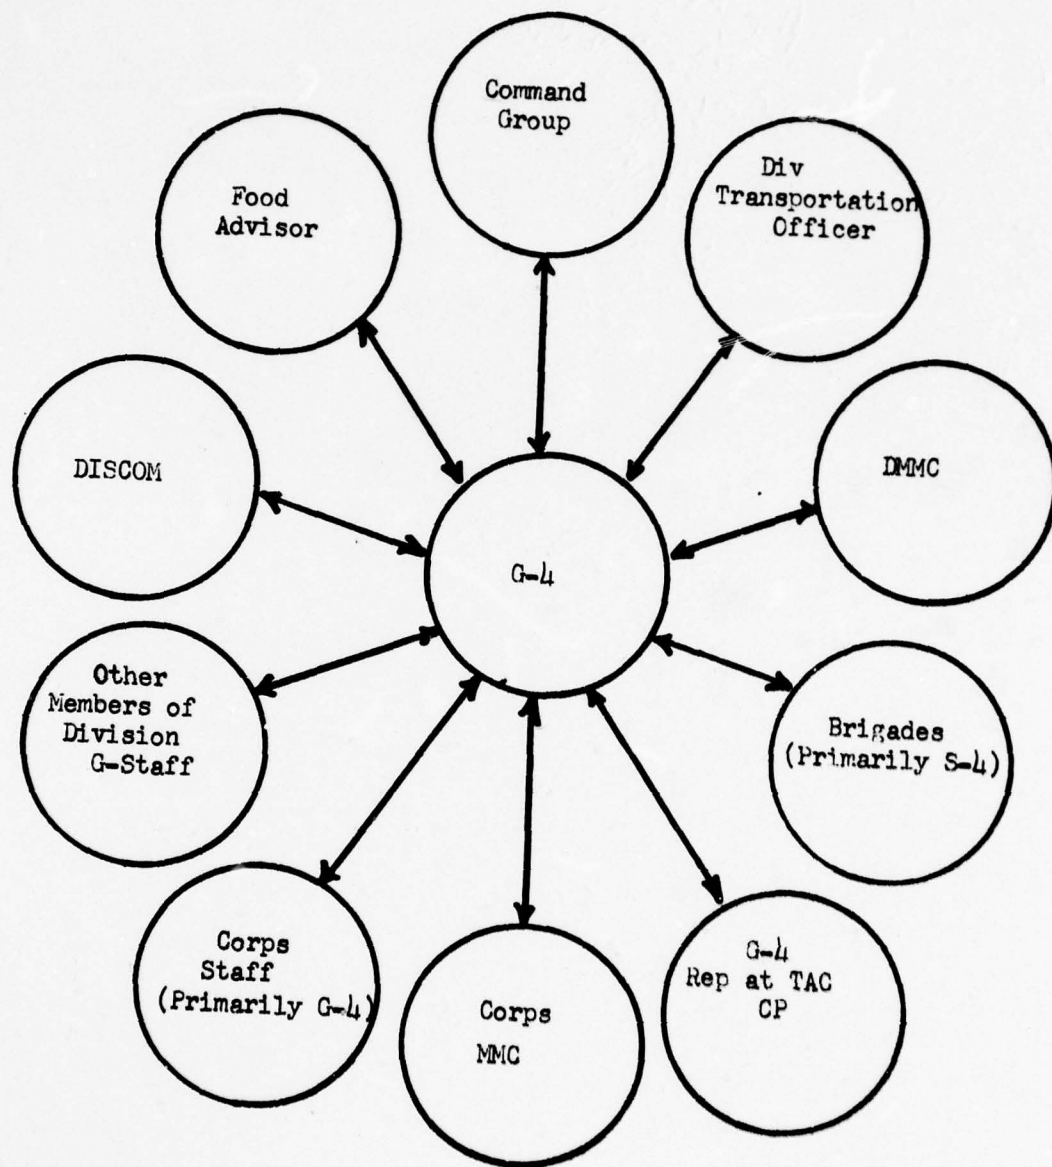 Command
Group
Div
Transportation
Officer
Food
Advisor
DISCOM
DMMC
G-4
Other
Members of
Division
G-Staff
Brigades
(Primarily S-4)
Corps
Staff
(Primarily G-4)
Corps
MMC
G-4
Rep at TAC
CP